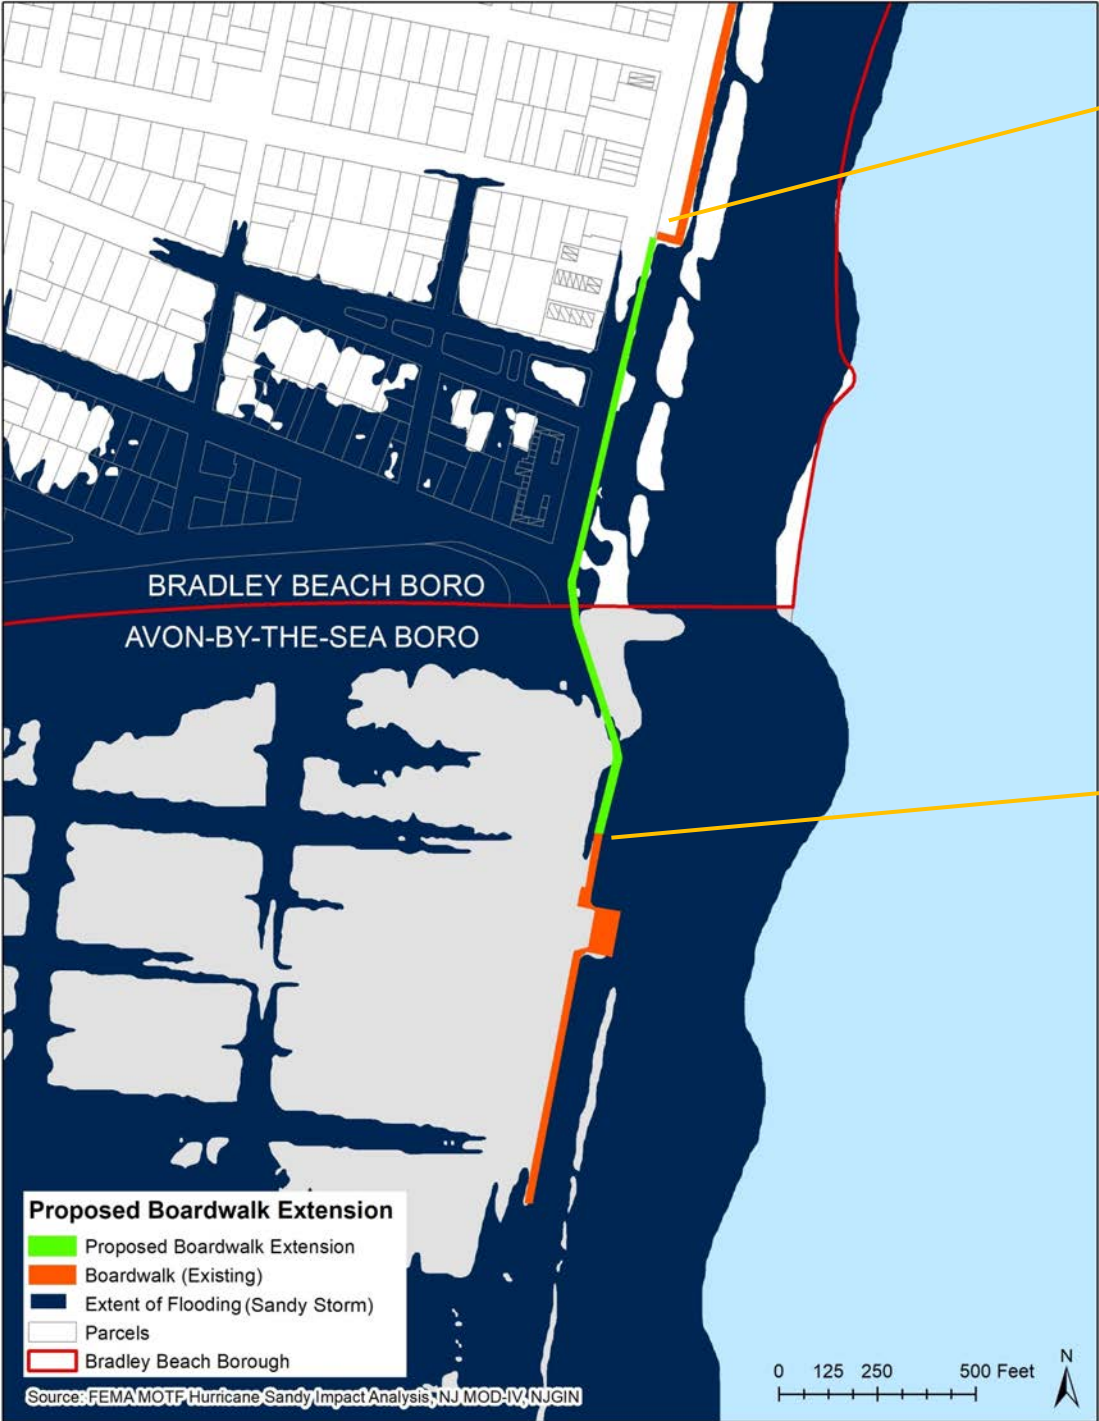 BRADLEY BEACH BORO
AVON-BY-THE-SEA BORO
Proposed Boardwalk Extension
Proposed Boardwalk Extension
Boardwalk (Existing)
Extent of Flooding (Sandy Storm)
Parcels
Bradley Beach Borough
Source: FEMA MOTF Hurricane Sandy Impact Analysis, NJ MOD-IV, NJGIN
0 125 250 500 Feet
N